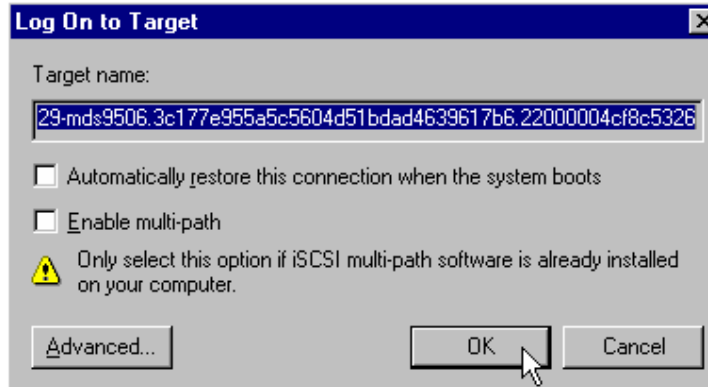 Log On to Target
Target name:
29-mds9506.3c177e955a5c5604d51bdad4639617b6.22000004cf8c5326
Automatically restore this connection when the system boots
Enable multi-path
Only select this option if iSCSI multi-path software is already installed
on your computer.
Advanced... OK Cancel